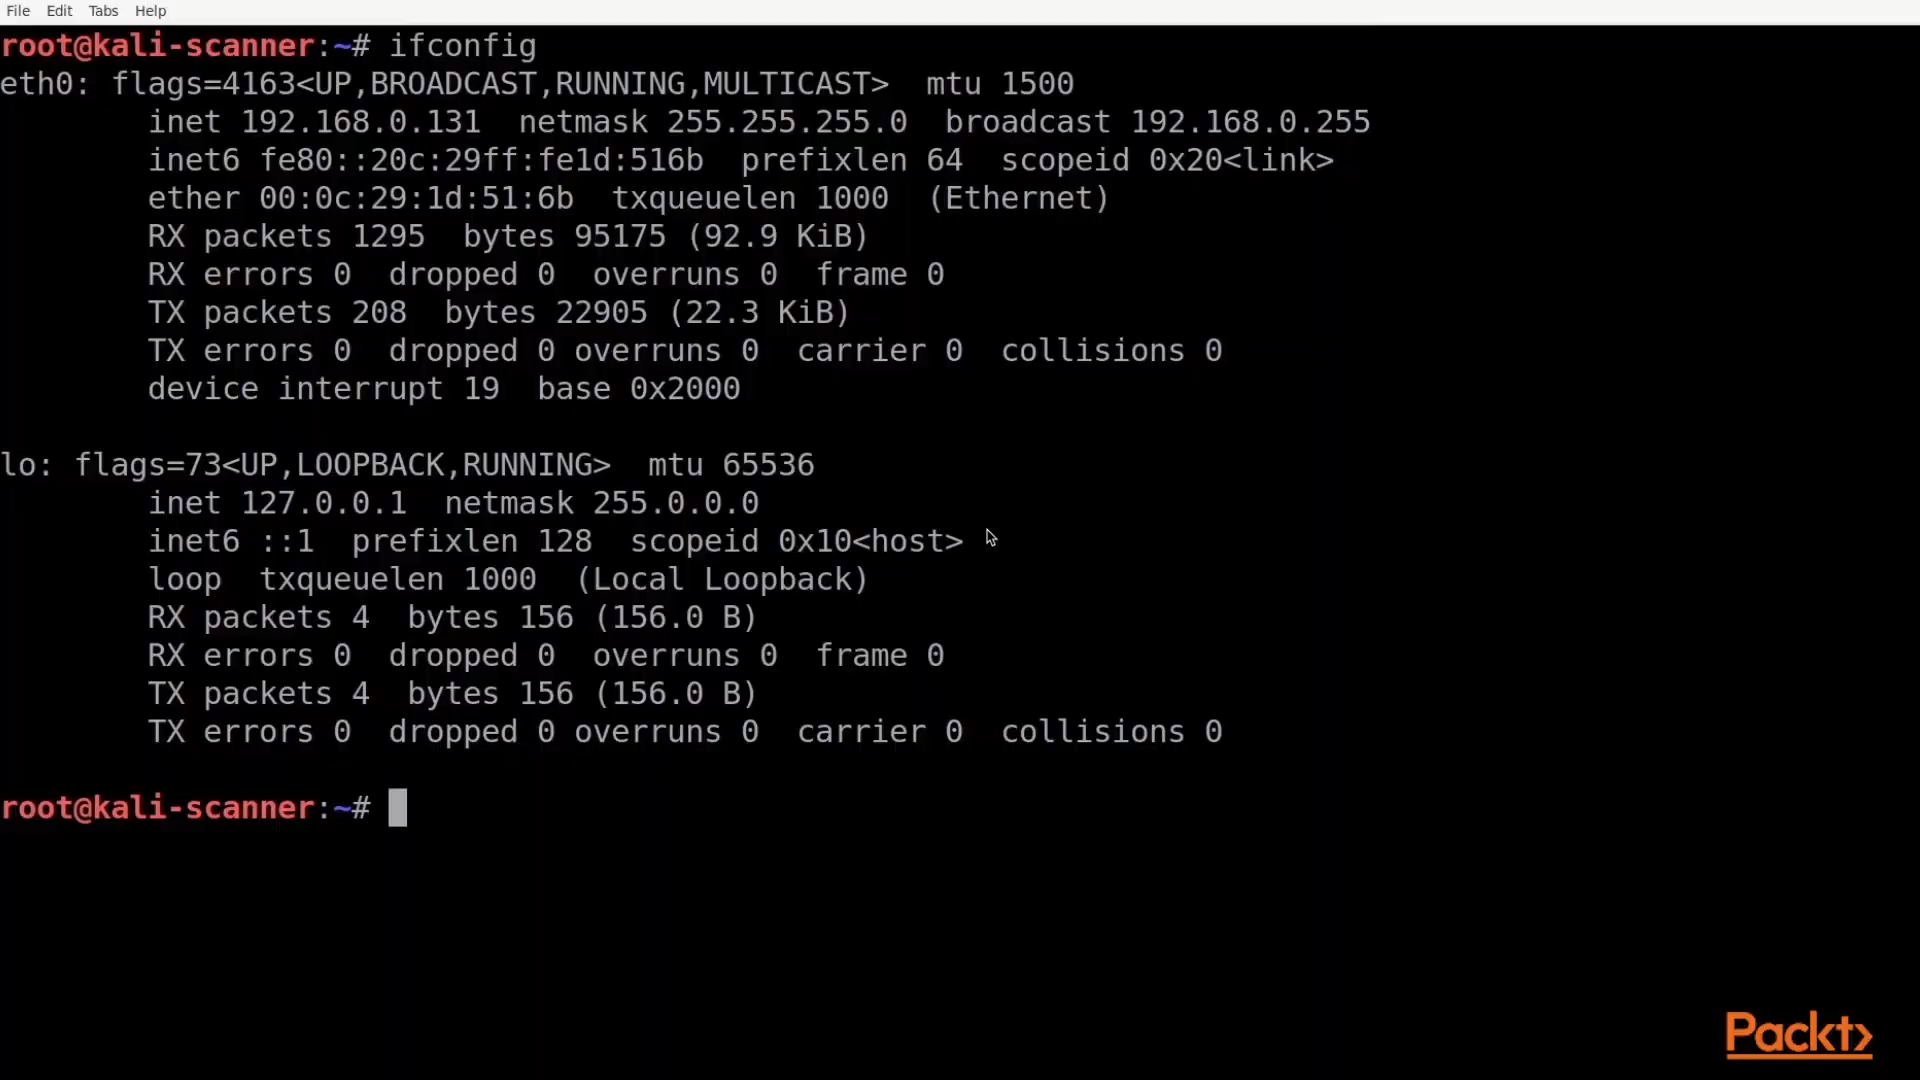 File Edit Tabs Help
root@kali-scanner:~# ifconfig
eth0: flags=4163<UP,BROADCAST,RUNNING,MULTICAST>  mtu 1500
        inet 192.168.0.131  netmask 255.255.255.0  broadcast 192.168.0.255
        inet6 fe80::20c:29ff:fe1d:516b  prefixlen 64  scopeid 0x20<link>
        ether 00:0c:29:1d:51:6b  txqueuelen 1000  (Ethernet)
        RX packets 1295  bytes 95175 (92.9 KiB)
        RX errors 0  dropped 0  overruns 0  frame 0
        TX packets 208  bytes 22905 (22.3 KiB)
        TX errors 0  dropped 0 overruns 0  carrier 0  collisions 0
        device interrupt 19  base 0x2000
lo: flags=73<UP,LOOPBACK,RUNNING>  mtu 65536
        inet 127.0.0.1  netmask 255.0.0.0
        inet6 ::1  prefixlen 128  scopeid 0x10<host>
        loop  txqueuelen 1000  (Local Loopback)
        RX packets 4  bytes 156 (156.0 B)
        RX errors 0  dropped 0  overruns 0  frame 0
        TX packets 4  bytes 156 (156.0 B)
        TX errors 0  dropped 0 overruns 0  carrier 0  collisions 0
root@kali-scanner:~#
Packt>